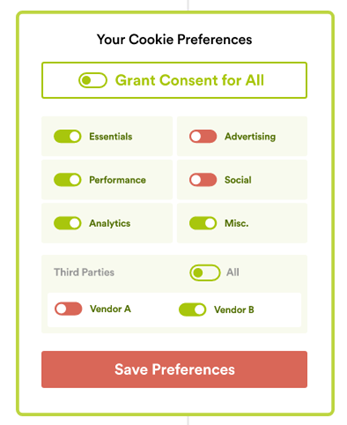 Your Cookie Preferences
Grant Consent for All
Essentials
Advertising
Performance
Social
Analytics
Misc.
Third Parties
All
Vendor A
Vendor B
Save Preferences